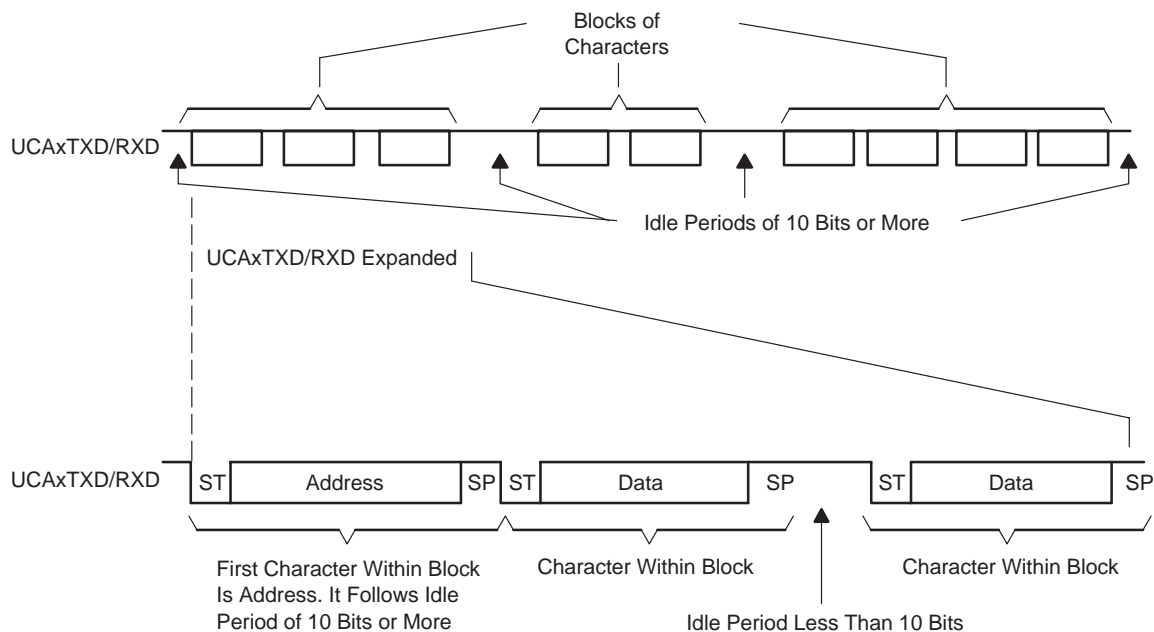 Blocks of
Characters
UCAxTXD/RXD
Idle Periods of 10 Bits or More
UCAxTXD/RXD Expanded
UCAxTXD/RXD
ST
Address
SP
ST
Data
SP
ST
Data
SP
First Character Within Block
Is Address. It Follows Idle
Period of 10 Bits or More
Character Within Block
Character Within Block
Idle Period Less Than 10 Bits